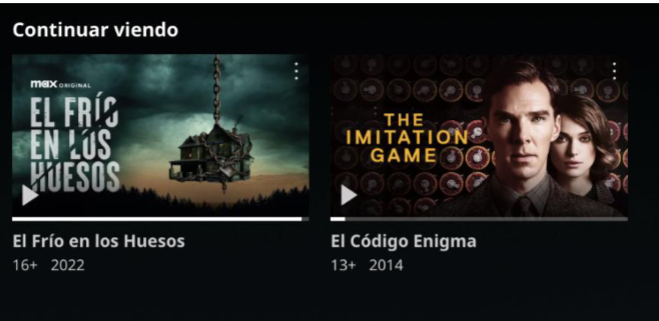 Continuar viendo
max ORIGINAL
EL FRÍO
EN LOS
HUESOS
THE
IMITATION
GAME
El Frío en los Huesos
16+ 2022
El Código Enigma
13+ 2014